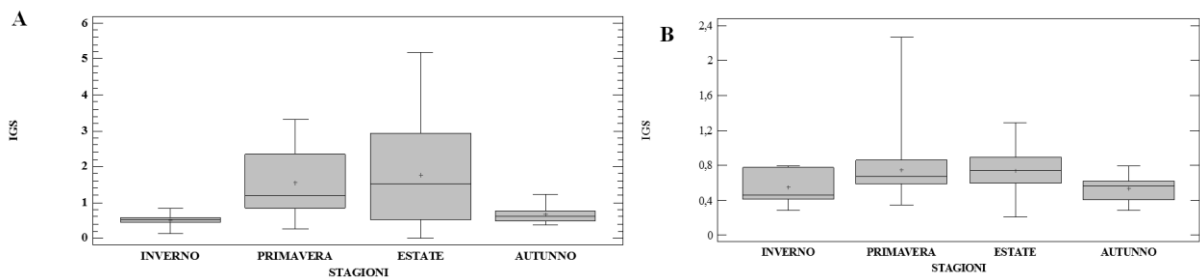 A
6
5
4
3
2
1
0
IGS
INVERNO PRIMAVERA ESTATE AUTUNNO
STAGIONI
B
2,4
2
1,6
1,2
0,8
0,4
0
IGS
INVERNO PRIMAVERA ESTATE AUTUNNO
STAGIONI